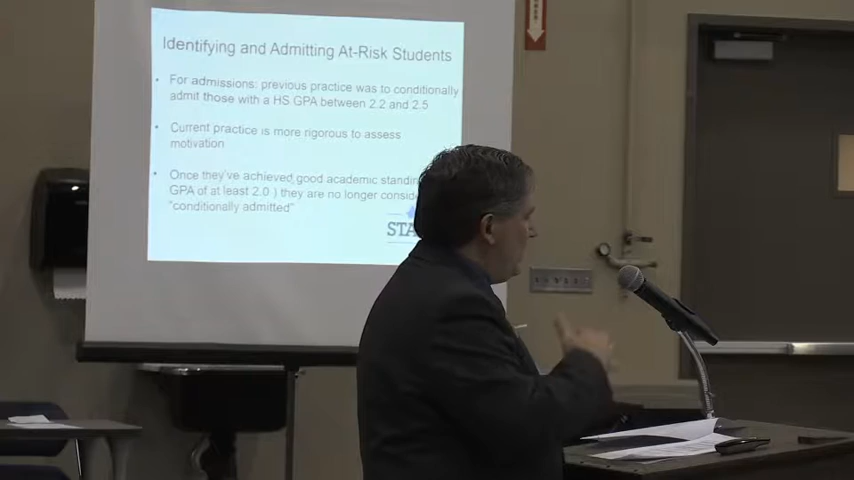 Identifying and Admitting At-Risk Students
• For admissions: previous practice was to conditionally
admit those with a HS GPA between 2.2 and 2.5
• Current practice is more rigorous to assess
motivation
• Once they've achieved good academic standing
GPA of at least 2.0 ) they are no longer conside
"conditionally admitted"
STA